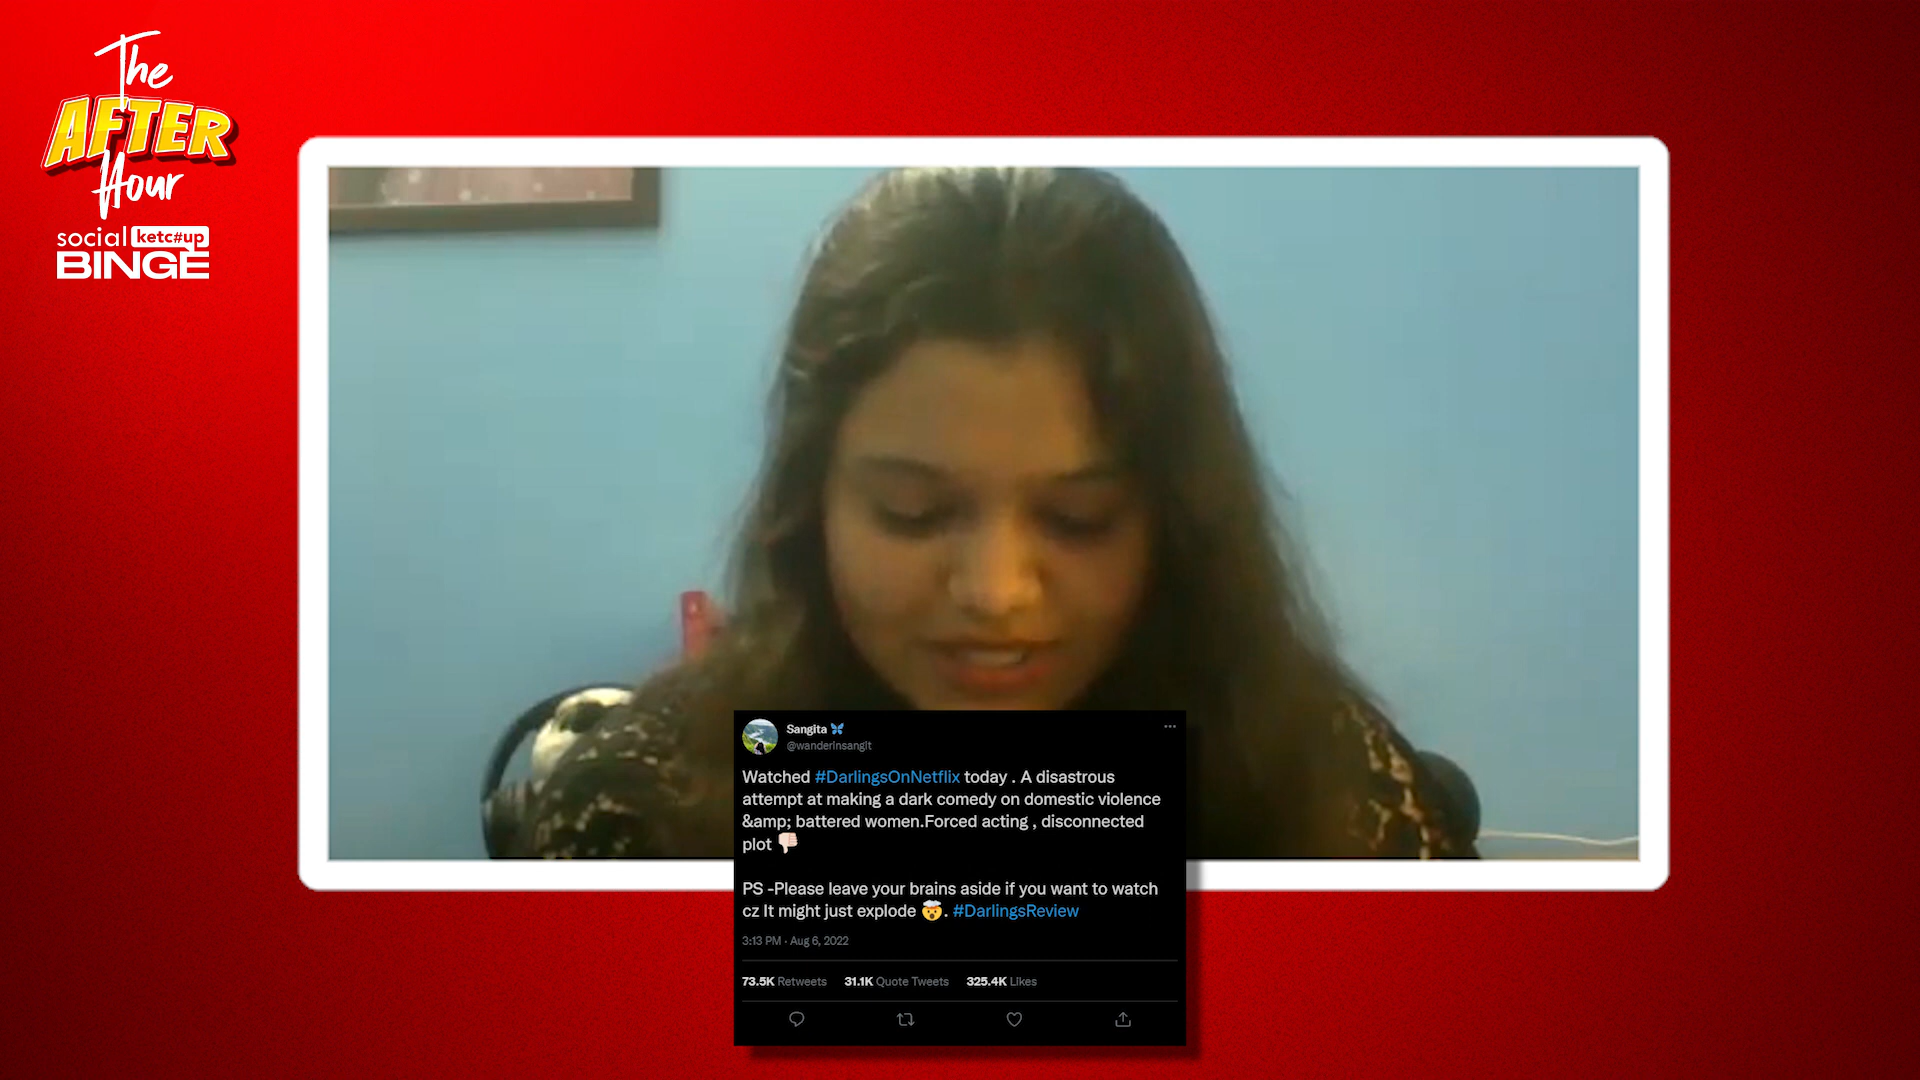 The
AFTER
Hour
social ketc#up
BINGE
Sangita 🦋
@wanderinsangit
Watched #DarlingsOnNetflix today . A disastrous
attempt at making a dark comedy on domestic violence
&amp; battered women.Forced acting , disconnected
plot 👎🏻
PS -Please leave your brains aside if you want to watch
cz It might just explode 🤯. #DarlingsReview
3:13 PM · Aug 6, 2022
73.5K Retweets 31.1K Quote Tweets 325.4K Likes